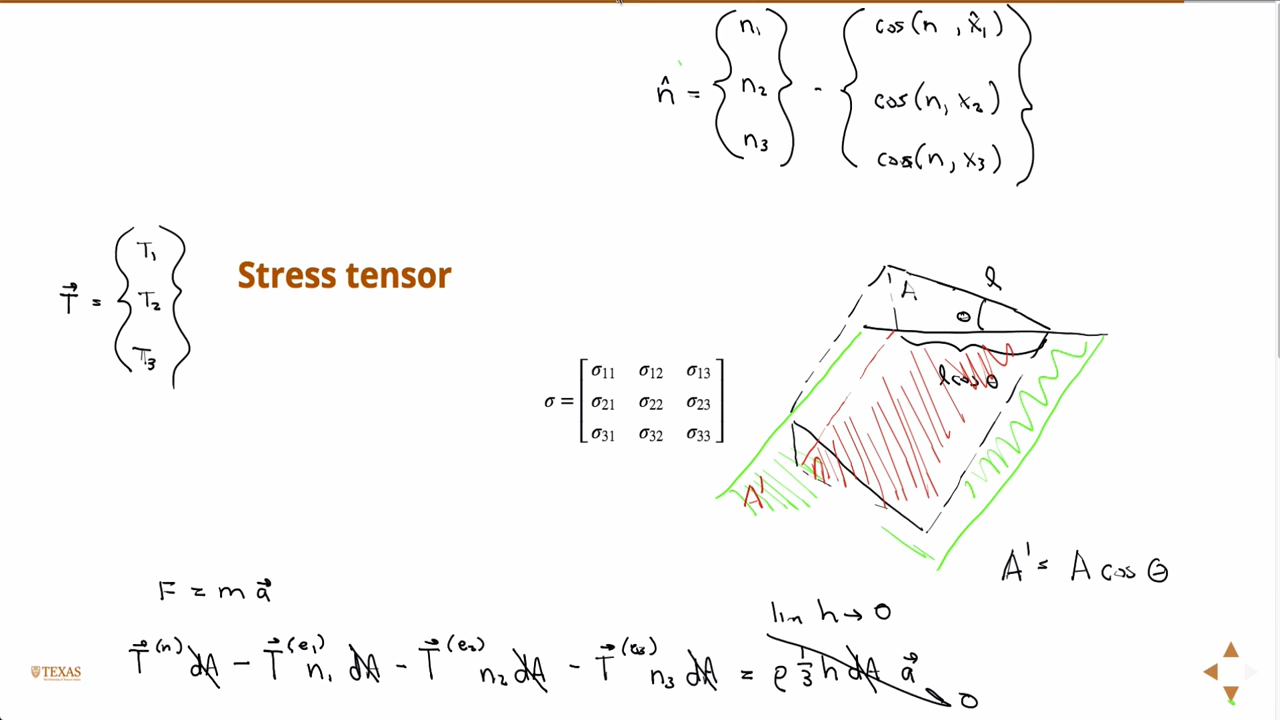 n̂ = { n₁ n₂ n₃ } - { cos(n, x̂₁) cos(n, x₂) cos(n, x₃) }
T⃗ = { T₁ T₂ T₃ }
Stress tensor
l
A
θ
l cos θ
σ = [ σ₁₁ σ₁₂ σ₁₃
σ₂₁ σ₂₂ σ₂₃
σ₃₁ σ₃₂ σ₃₃ ]
A'
A' = A cos θ
F = m a⃗
lim h → 0
T⃗⁽ⁿ⁾ dA - T⃗⁽ᵉ¹⁾ n₁ dA - T⃗⁽ᵉ²⁾ n₂ dA - T⃗⁽ᵉ³⁾ n₃ dA = ρ 1/3 h dA a⃗
0
TEXAS